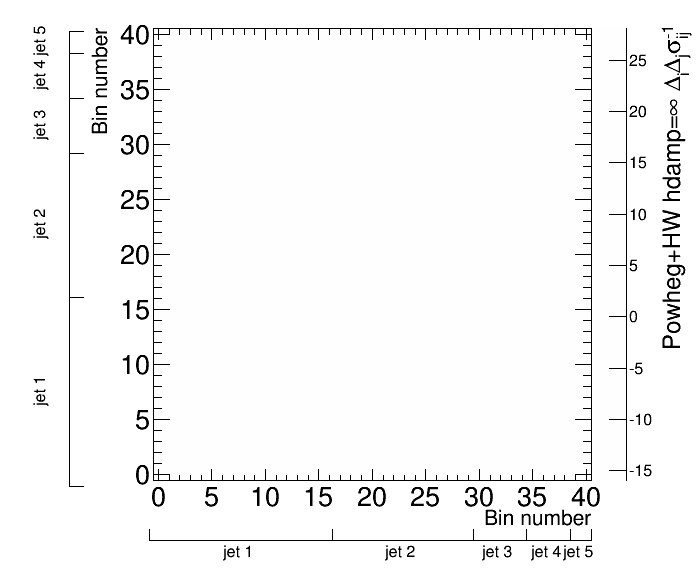 jet 5
jet 4
jet 3
jet 2
jet 1
Bin number
40
35
30
25
20
15
10
5
0
0 5 10 15 20 25 30 35 40
Bin number
jet 1 jet 2 jet 3 jet 4 jet 5
25
20
15
10
5
0
-5
-10
-15
Powheg+HW hdamp=∞ ΔiΔjσij-1